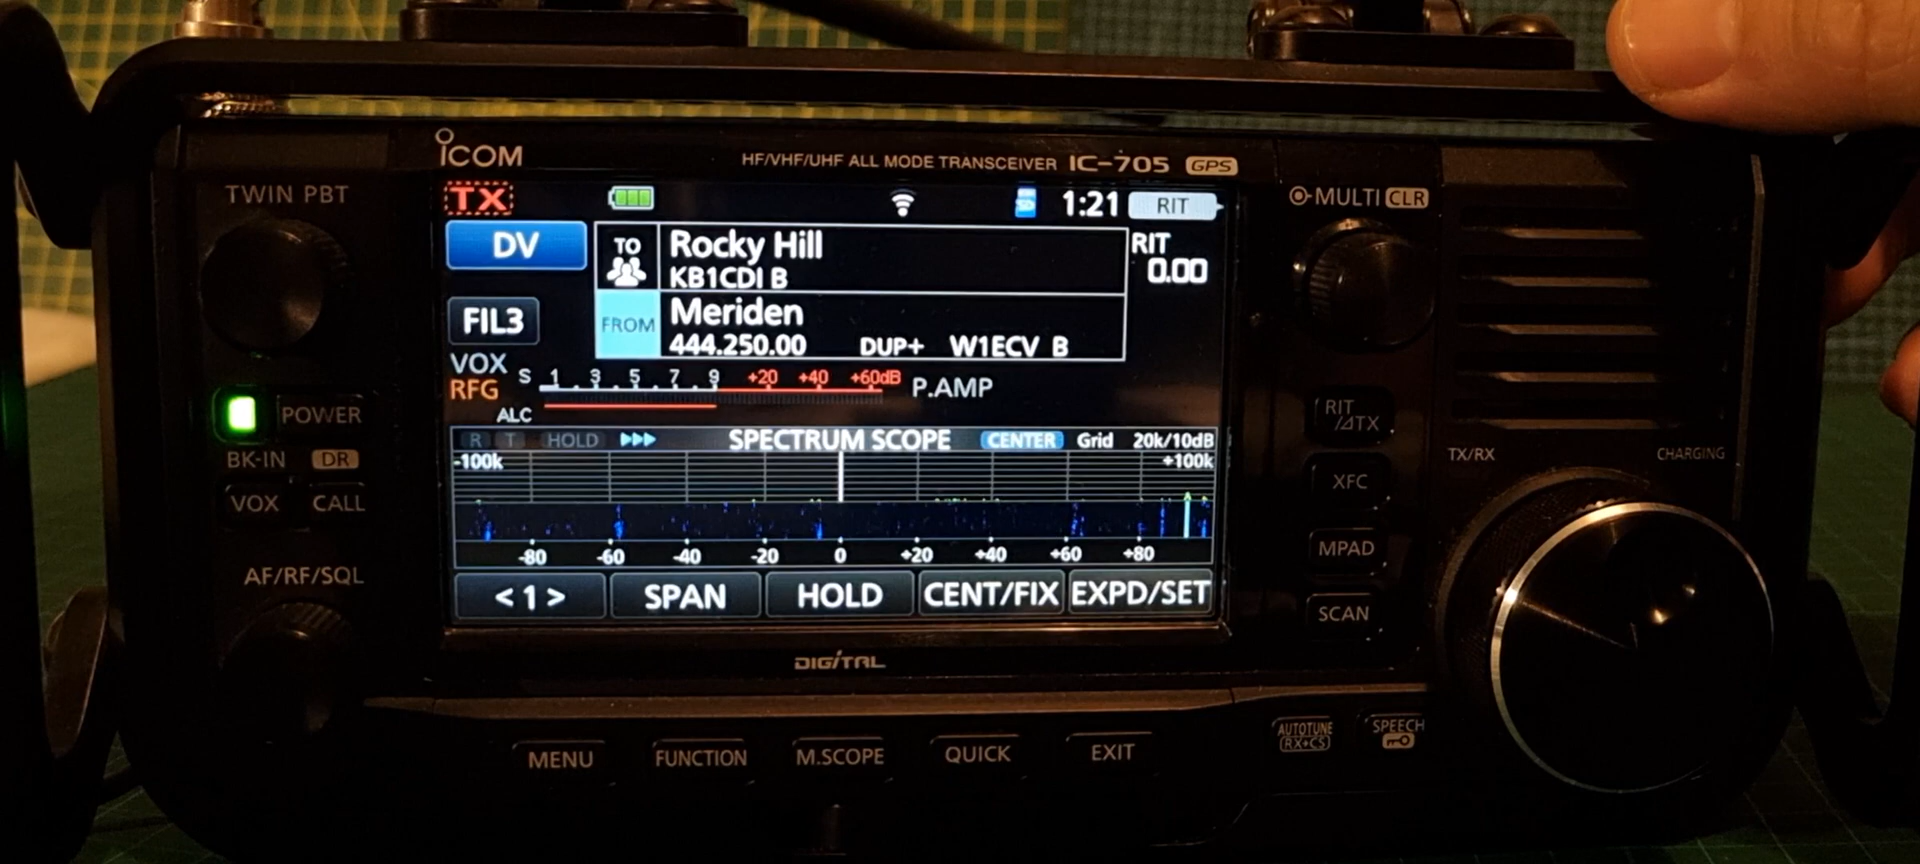 ICOM
HF/VHF/UHF ALL MODE TRANSCEIVER IC-705 GPS
TWIN PBT
MULTI CLR
TX
1:21
RIT
DV
TO
Rocky Hill
KB1CDI B
RIT
0.00
FIL3
FROM
Meriden
444.250.00 DUP+ W1ECV B
VOX
RFG
S 1 . 3 . 5 . 7 . 9 +20 +40 +60dB P.AMP
ALC
R T HOLD SPECTRUM SCOPE CENTER Grid 20k/10dB
-100k +100k
-80 -60 -40 -20 0 +20 +40 +60 +80
< 1 > SPAN HOLD CENT/FIX EXPD/SET
POWER
BK-IN DR
VOX CALL
AF/RF/SQL
RIT
/⊿TX
XFC
MPAD
SCAN
TX/RX CHARGING
DIGITAL
MENU FUNCTION M.SCOPE QUICK EXIT
AUTOTUNE
RX→CS
SPEECH